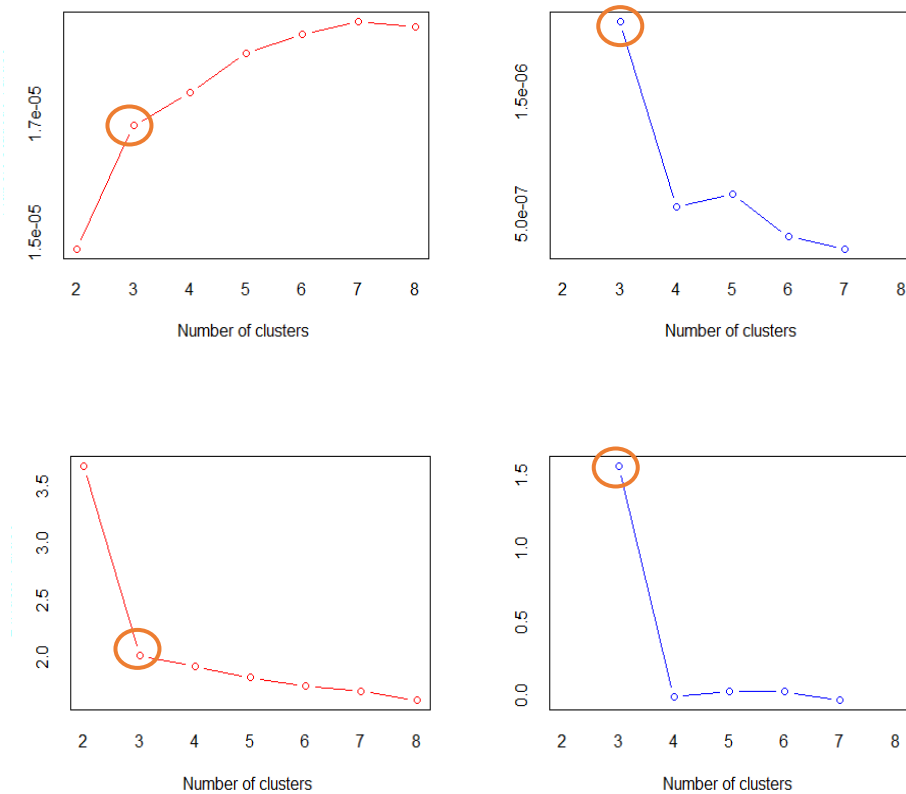 1.7e-05
1.5e-05
2 3 4 5 6 7 8
Number of clusters
1.5e-06
5.0e-07
2 3 4 5 6 7 8
Number of clusters
3.5
3.0
2.5
2.0
2 3 4 5 6 7 8
Number of clusters
1.5
1.0
0.5
0.0
2 3 4 5 6 7 8
Number of clusters